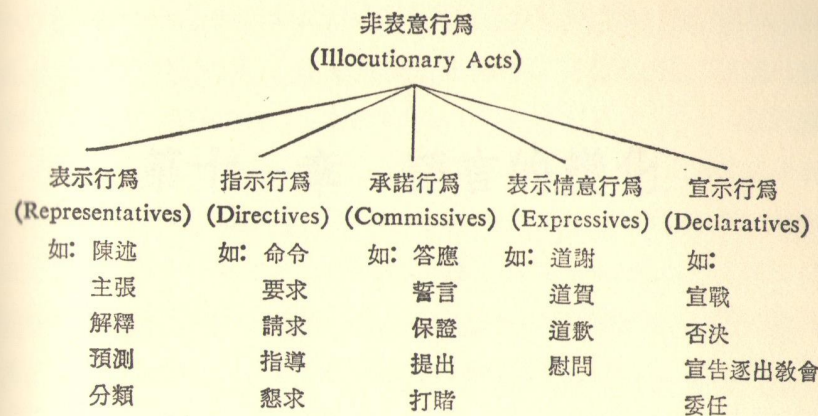 非表意行爲
(Illocutionary Acts)
表示行爲 指示行爲 承諾行爲 表示情意行爲 宣示行爲
(Representatives) (Directives) (Commissives) (Expressives) (Declaratives)
如：陳述 如：命令 如：答應 如：道謝 如：
主張 要求 誓言 道賀 宣戰
解釋 請求 保證 道歉 否決
預測 指導 提出 慰問 宣告逐出教會
分類 懇求 打賭 委任